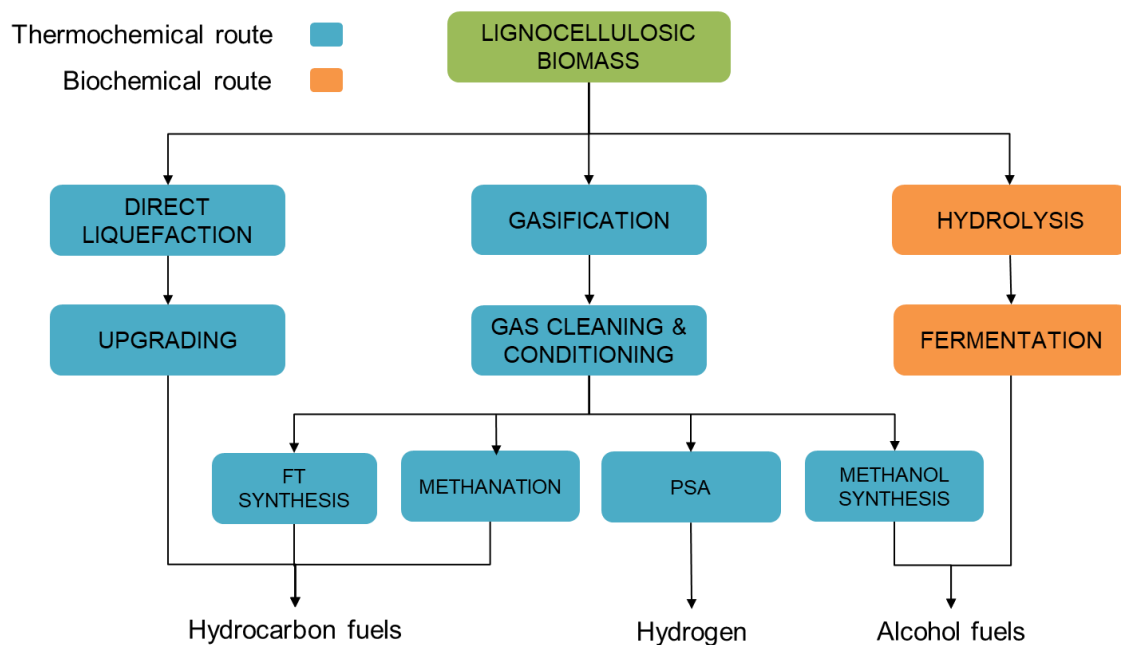 Thermochemical route
Biochemical route
LIGNOCELLULOSIC
BIOMASS
DIRECT
LIQUEFACTION
GASIFICATION
HYDROLYSIS
UPGRADING
GAS CLEANING &
CONDITIONING
FERMENTATION
FT
SYNTHESIS
METHANATION
PSA
METHANOL
SYNTHESIS
Hydrocarbon fuels
Hydrogen
Alcohol fuels